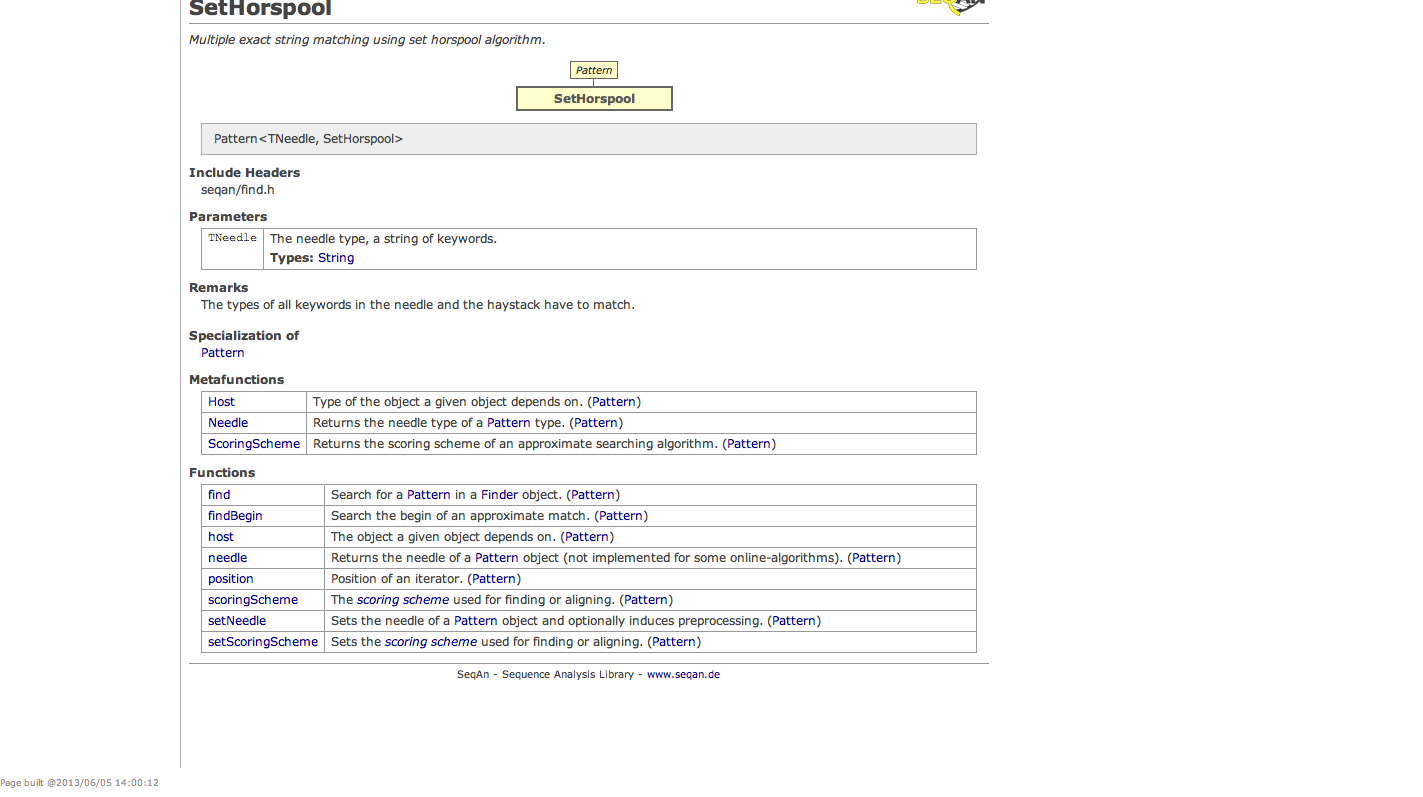 SetHorspool
SEQAN
Multiple exact string matching using set horspool algorithm.
Pattern
SetHorspool
Pattern<TNeedle, SetHorspool>
Include Headers
seqan/find.h
Parameters
TNeedle The needle type, a string of keywords.
Types: String
Remarks
The types of all keywords in the needle and the haystack have to match.
Specialization of
Pattern
Metafunctions
Host Type of the object a given object depends on. (Pattern)
Needle Returns the needle type of a Pattern type. (Pattern)
ScoringScheme Returns the scoring scheme of an approximate searching algorithm. (Pattern)
Functions
find Search for a Pattern in a Finder object. (Pattern)
findBegin Search the begin of an approximate match. (Pattern)
host The object a given object depends on. (Pattern)
needle Returns the needle of a Pattern object (not implemented for some online-algorithms). (Pattern)
position Position of an iterator. (Pattern)
scoringScheme The scoring scheme used for finding or aligning. (Pattern)
setNeedle Sets the needle of a Pattern object and optionally induces preprocessing. (Pattern)
setScoringScheme Sets the scoring scheme used for finding or aligning. (Pattern)
SeqAn - Sequence Analysis Library - www.seqan.de
Page built @2013/06/05 14:00:12